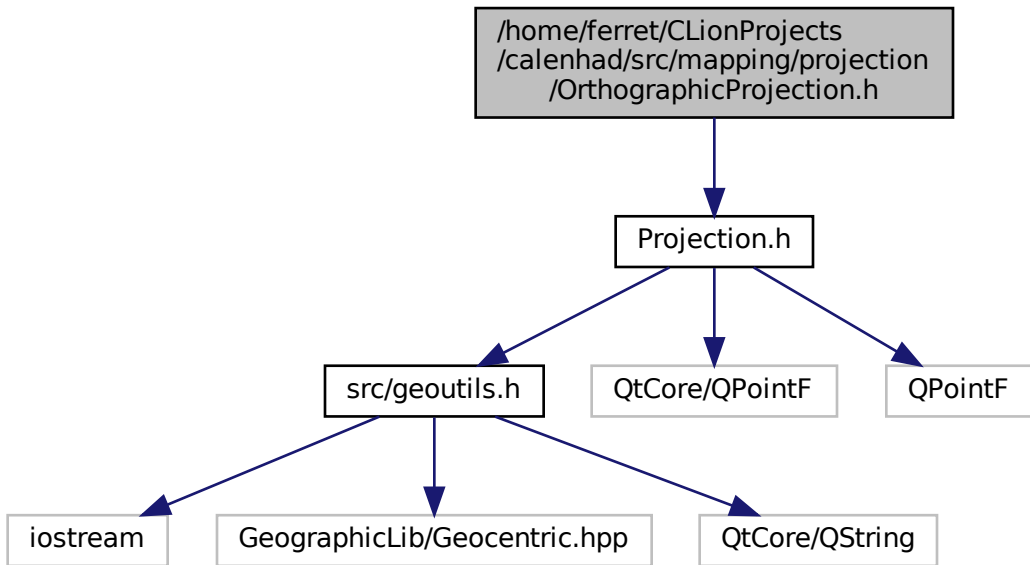 /home/ferret/CLionProjects
/calenhad/src/mapping/projection
/OrthographicProjection.h
Projection.h
src/geoutils.h
QtCore/QPointF
QPointF
iostream
GeographicLib/Geocentric.hpp
QtCore/QString